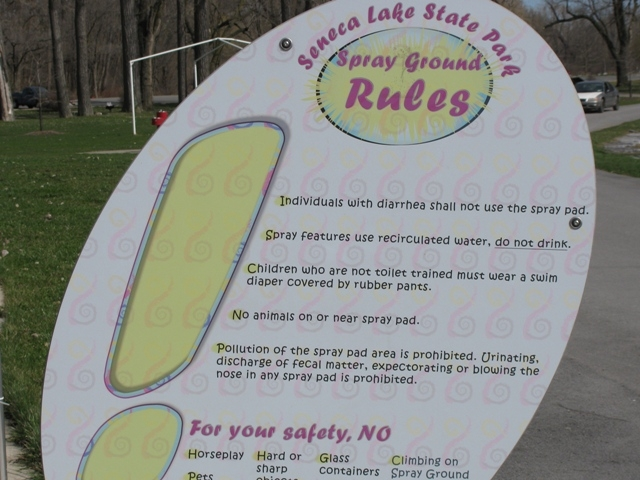 Seneca Lake State Park
Spray Ground
Rules
Individuals with diarrhea shall not use the spray pad.
Spray features use recirculated water, do not drink.
Children who are not toilet trained must wear a swim
diaper covered by rubber pants.
No animals on or near spray pad.
Pollution of the spray pad area is prohibited. Urinating,
discharge of fecal matter, expectorating or blowing the
nose in any spray pad is prohibited.
For your safety, NO
Horseplay
Hard or
sharp
Glass
containers
Climbing on
Spray Ground
Pets